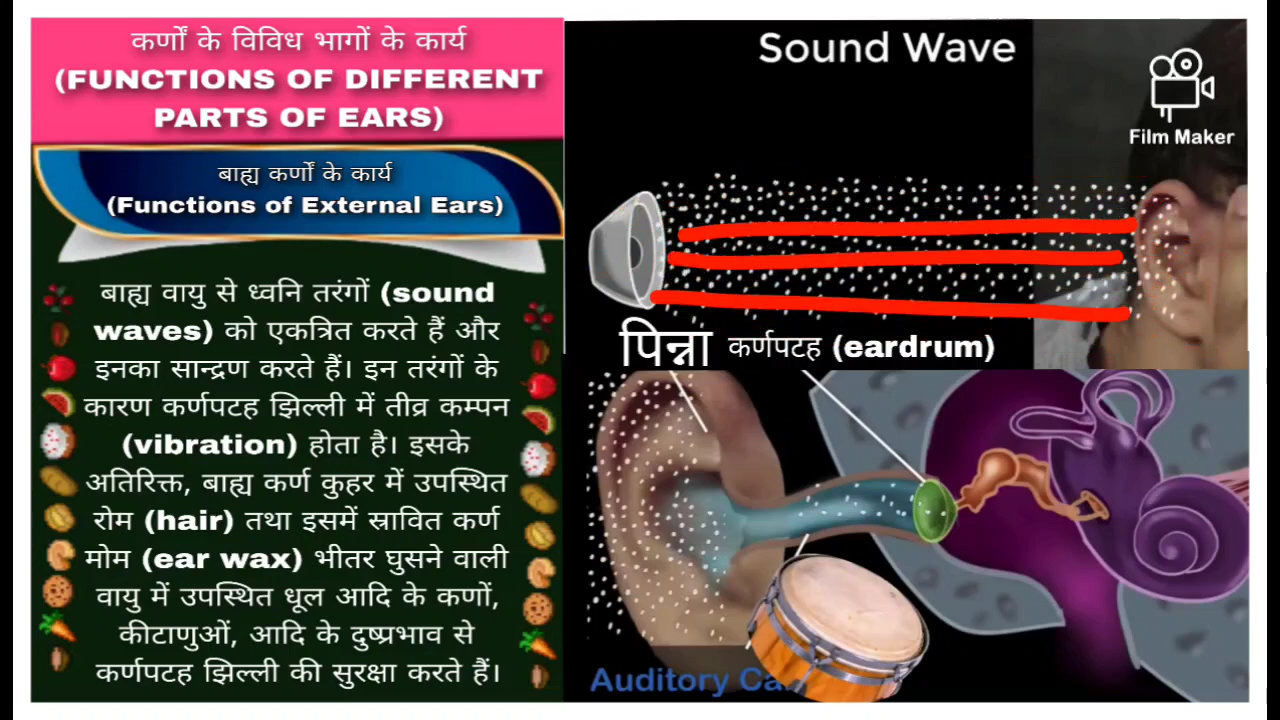 कर्णों के विविध भागों के कार्य
(FUNCTIONS OF DIFFERENT
PARTS OF EARS)
बाह्य कर्णों के कार्य
(Functions of External Ears)
बाह्य वायु से ध्वनि तरंगों (sound
waves) को एकत्रित करते हैं और
इनका सान्द्रण करते हैं। इन तरंगों के
कारण कर्णपटह झिल्ली में तीव्र कम्पन
(vibration) होता है। इसके
अतिरिक्त, बाह्य कर्ण कुहर में उपस्थित
रोम (hair) तथा इसमें स्रावित कर्ण
मोम (ear wax) भीतर घुसने वाली
वायु में उपस्थित धूल आदि के कणों,
कीटाणुओं, आदि के दुष्प्रभाव से
कर्णपटह झिल्ली की सुरक्षा करते हैं।
Sound Wave
Film Maker
पिन्ना कर्णपटह (eardrum)
Auditory